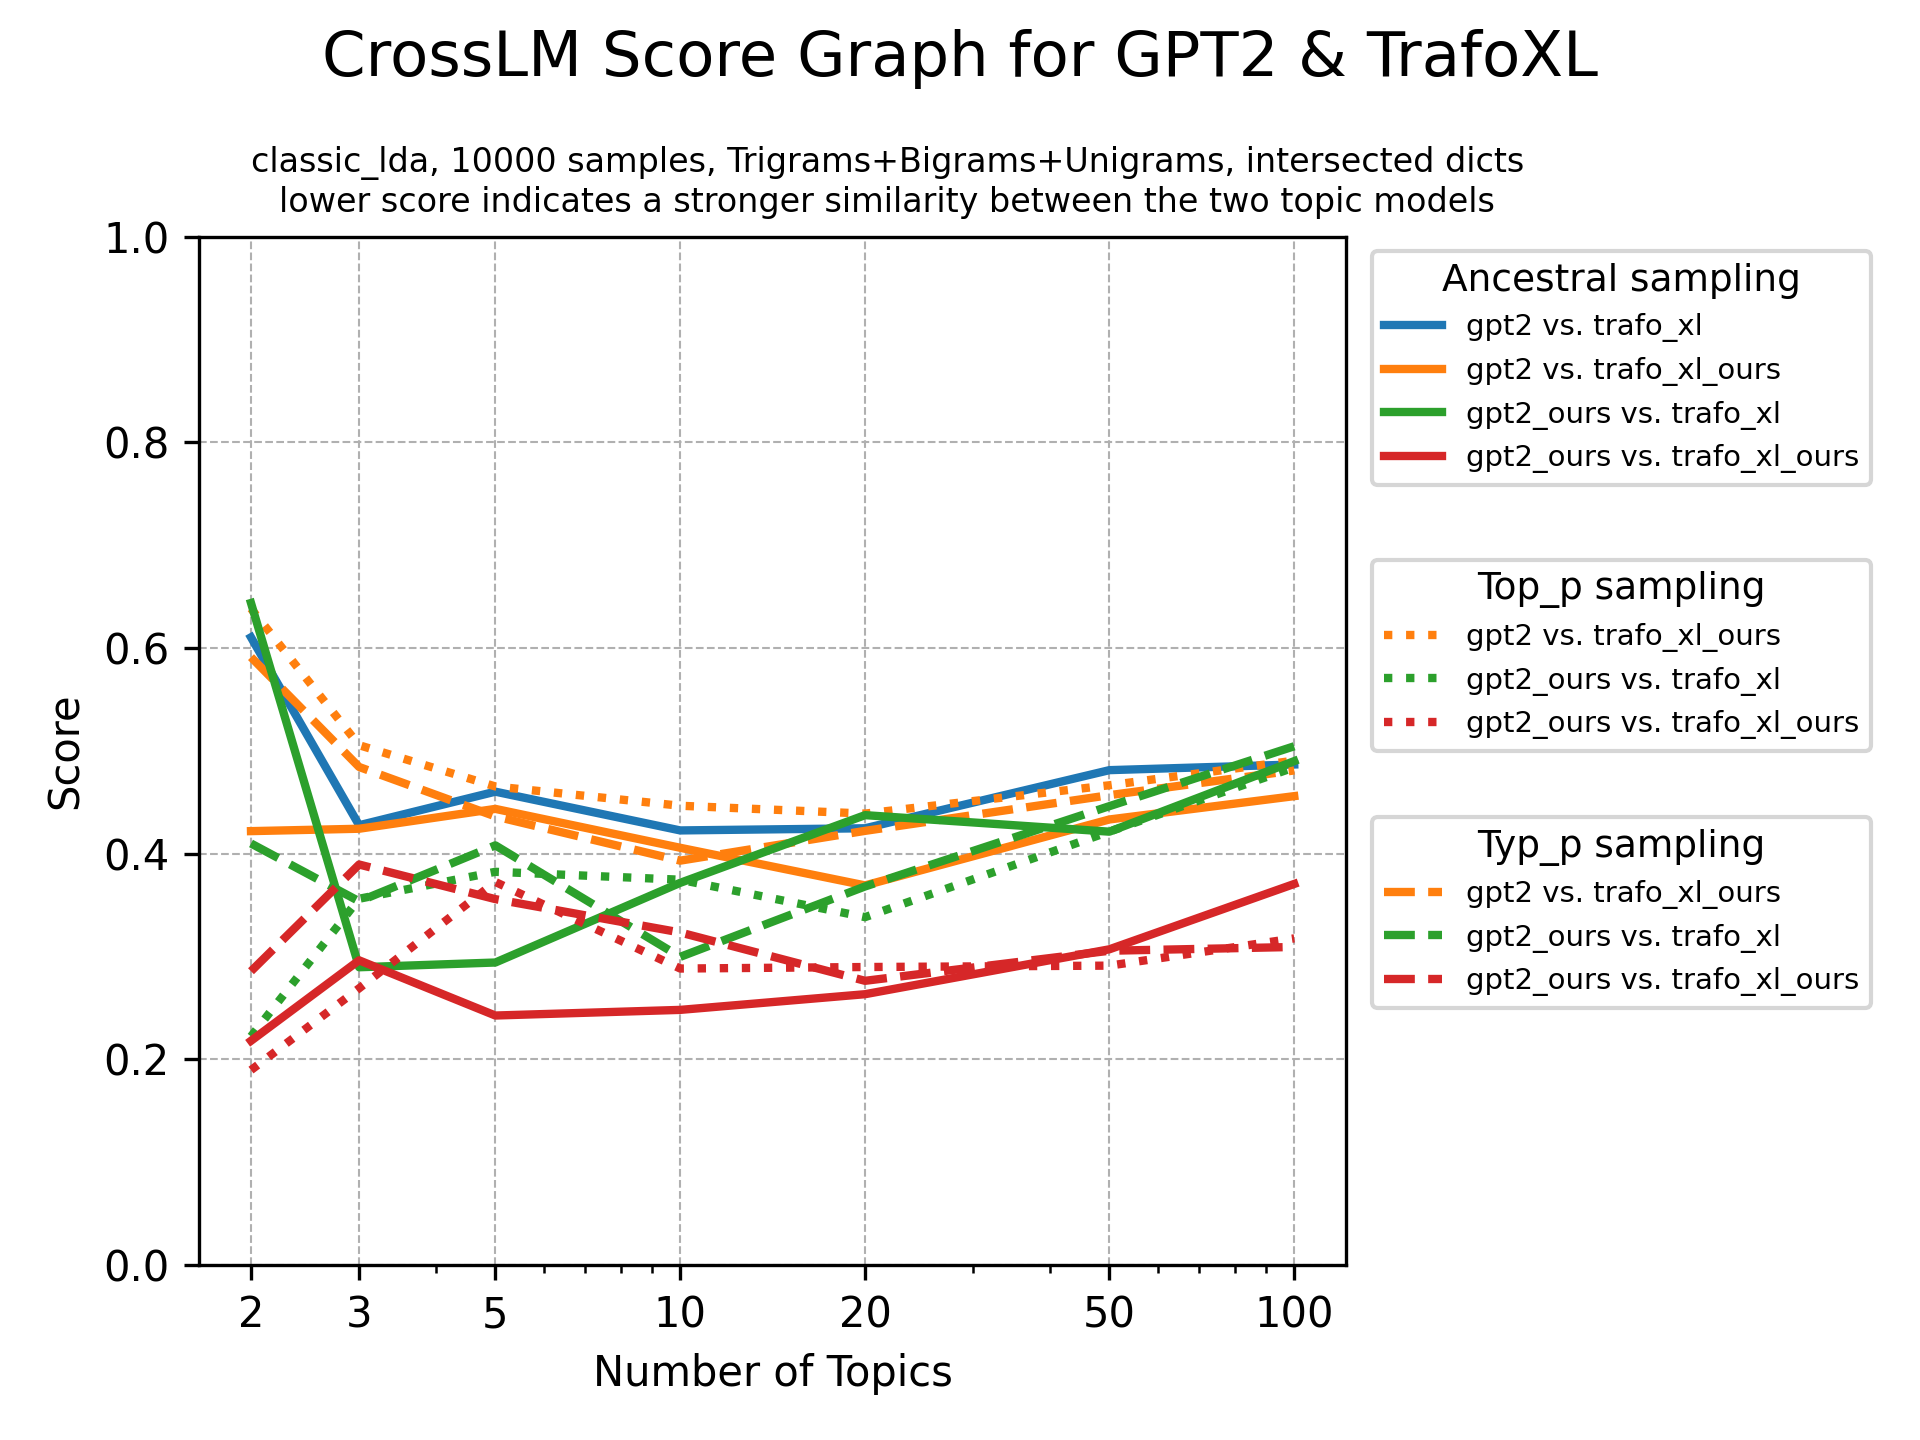 CrossLM Score Graph for GPT2 & TrafoXL
classic_lda, 10000 samples, Trigrams+Bigrams+Unigrams, intersected dicts
lower score indicates a stronger similarity between the two topic models
1.0
0.8
0.6
0.4
0.2
0.0
Score
2 3 5 10 20 50 100
Number of Topics
Ancestral sampling
gpt2 vs. trafo_xl
gpt2 vs. trafo_xl_ours
gpt2_ours vs. trafo_xl
gpt2_ours vs. trafo_xl_ours
Top_p sampling
gpt2 vs. trafo_xl_ours
gpt2_ours vs. trafo_xl
gpt2_ours vs. trafo_xl_ours
Typ_p sampling
gpt2 vs. trafo_xl_ours
gpt2_ours vs. trafo_xl
gpt2_ours vs. trafo_xl_ours